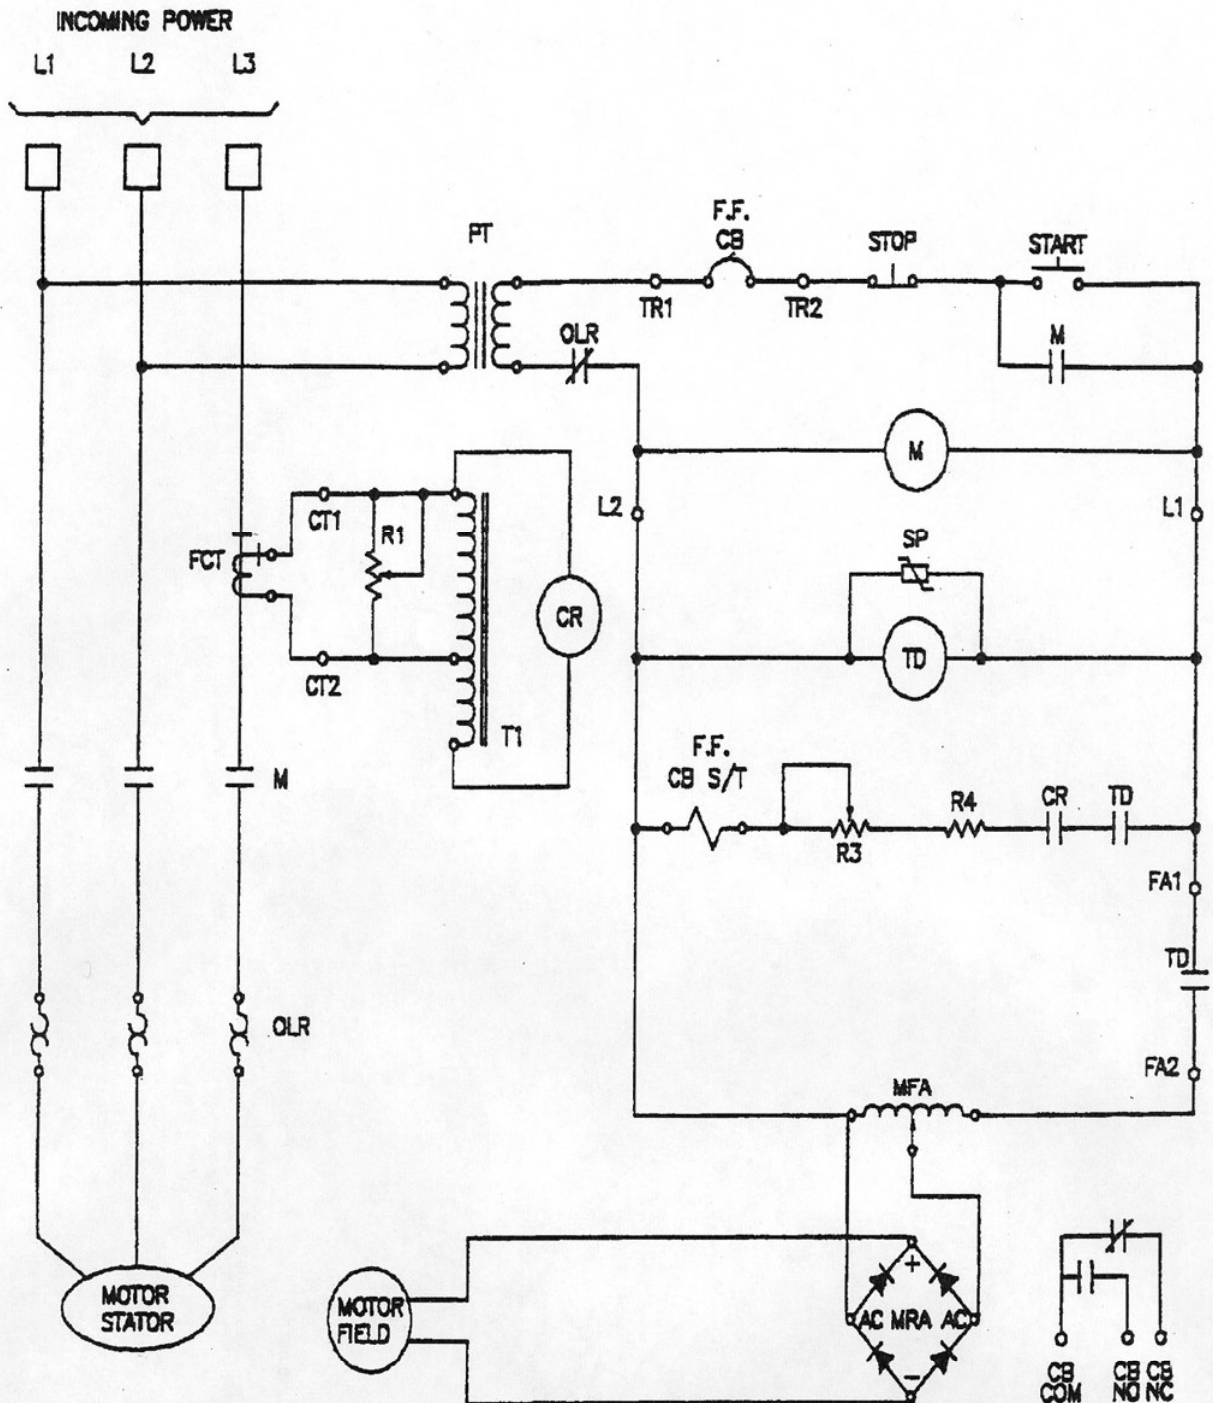 INCOMING POWER
L1 L2 L3
PT
F.F.
CB
STOP
START
TR1
TR2
OLR
M
M
L2
L1
CT1
R1
FCT
CR
SP
TD
CT2
T1
M
F.F.
CB S/T
R3
R4
CR
TD
FA1
TD
OLR
FA2
MFA
MOTOR
STATOR
MOTOR
FIELD
+
AC MRA AC
-
CB
COM
CB
NO
CB
NC